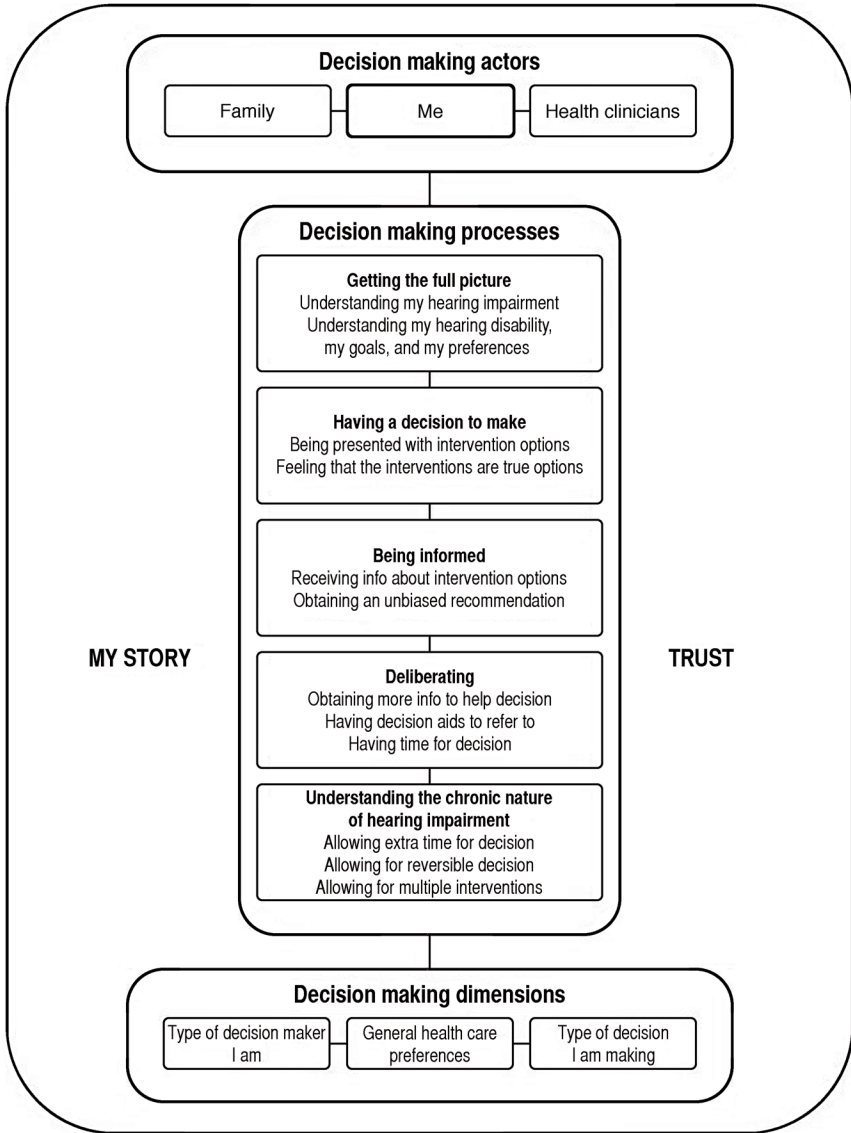 Decision making actors
Family
Me
Health clinicians
Decision making processes
Getting the full picture
Understanding my hearing impairment
Understanding my hearing disability,
my goals, and my preferences
Having a decision to make
Being presented with intervention options
Feeling that the interventions are true options
Being informed
Receiving info about intervention options
Obtaining an unbiased recommendation
MY STORY
TRUST
Deliberating
Obtaining more info to help decision
Having decision aids to refer to
Having time for decision
Understanding the chronic nature
of hearing impairment
Allowing extra time for decision
Allowing for reversible decision
Allowing for multiple interventions
Decision making dimensions
Type of decision maker
I am
General health care
preferences
Type of decision
I am making